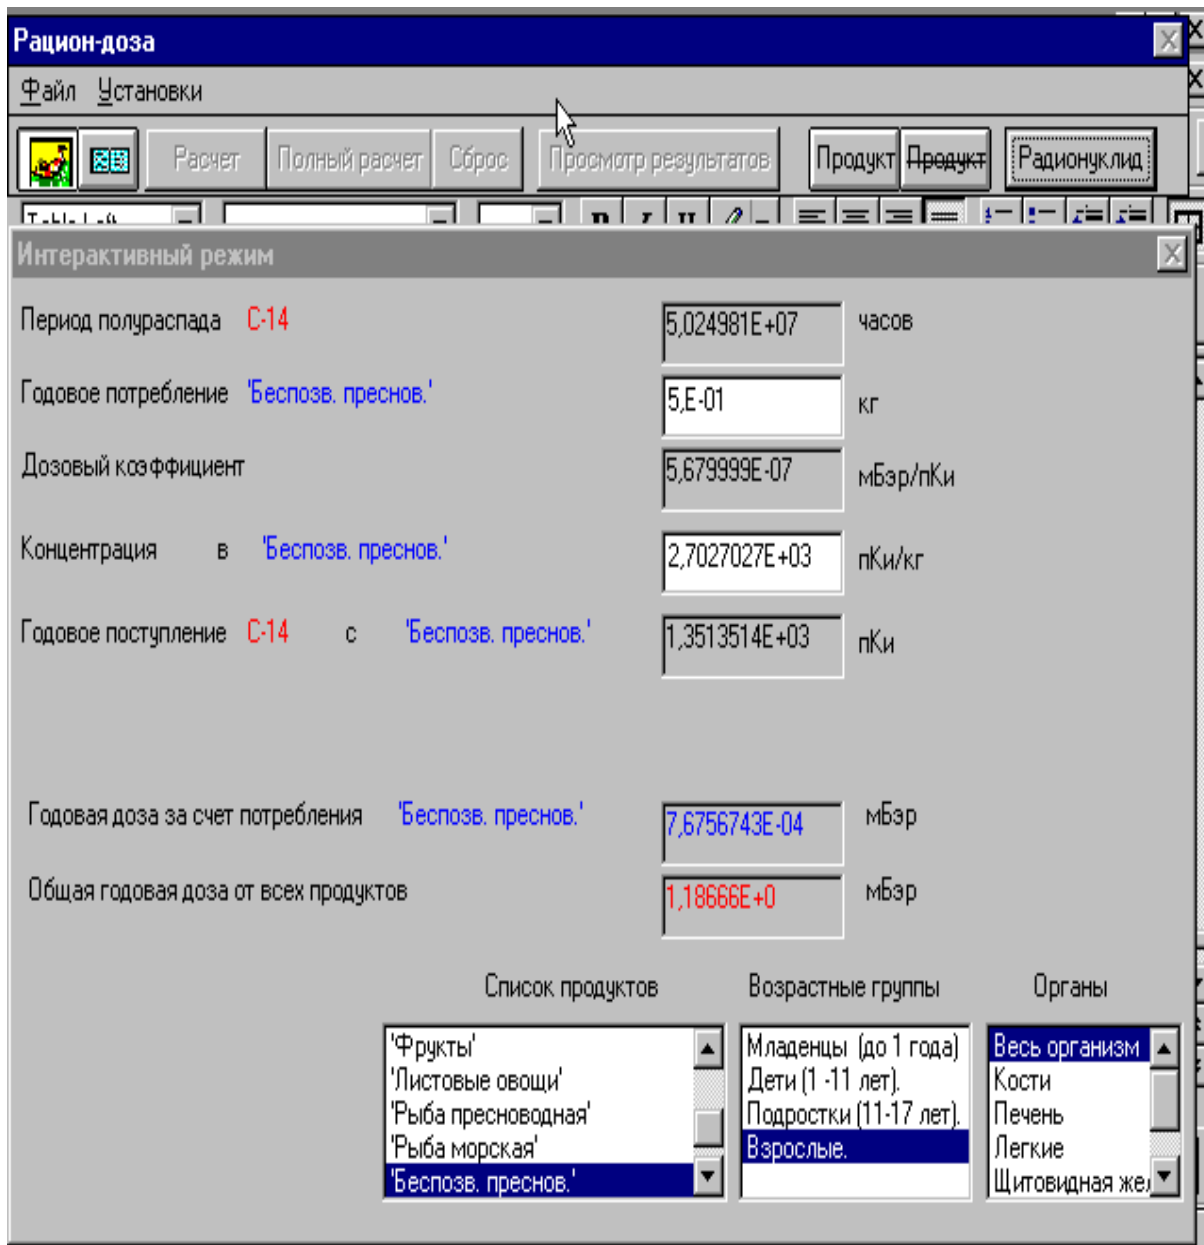 Рацион-доза
Файл Установки
Расчет Полный расчет Сброс Просмотр результатов Продукт Продукт Радионуклид
Интерактивный режим
Период полураспада С-14 5,024981E+07 часов
Годовое потребление 'Беспозв. преснов.' 5,E-01 кг
Дозовый коэффициент 5,679999E-07 мБэр/пКи
Концентрация в 'Беспозв. преснов.' 2,7027027E+03 пКи/кг
Годовое поступление С-14 с 'Беспозв. преснов.' 1,3513514E+03 пКи
Годовая доза за счет потребления 'Беспозв. преснов.' 7,6756743E-04 мБэр
Общая годовая доза от всех продуктов 1,18666E+0 мБэр
Список продуктов Возрастные группы Органы
'Фрукты' Младенцы (до 1 года) Весь организм
'Листовые овощи' Дети (1 -11 лет). Кости
'Рыба пресноводная' Подростки (11-17 лет). Печень
'Рыба морская' Взрослые. Легкие
'Беспозв. преснов.' Щитовидная жел